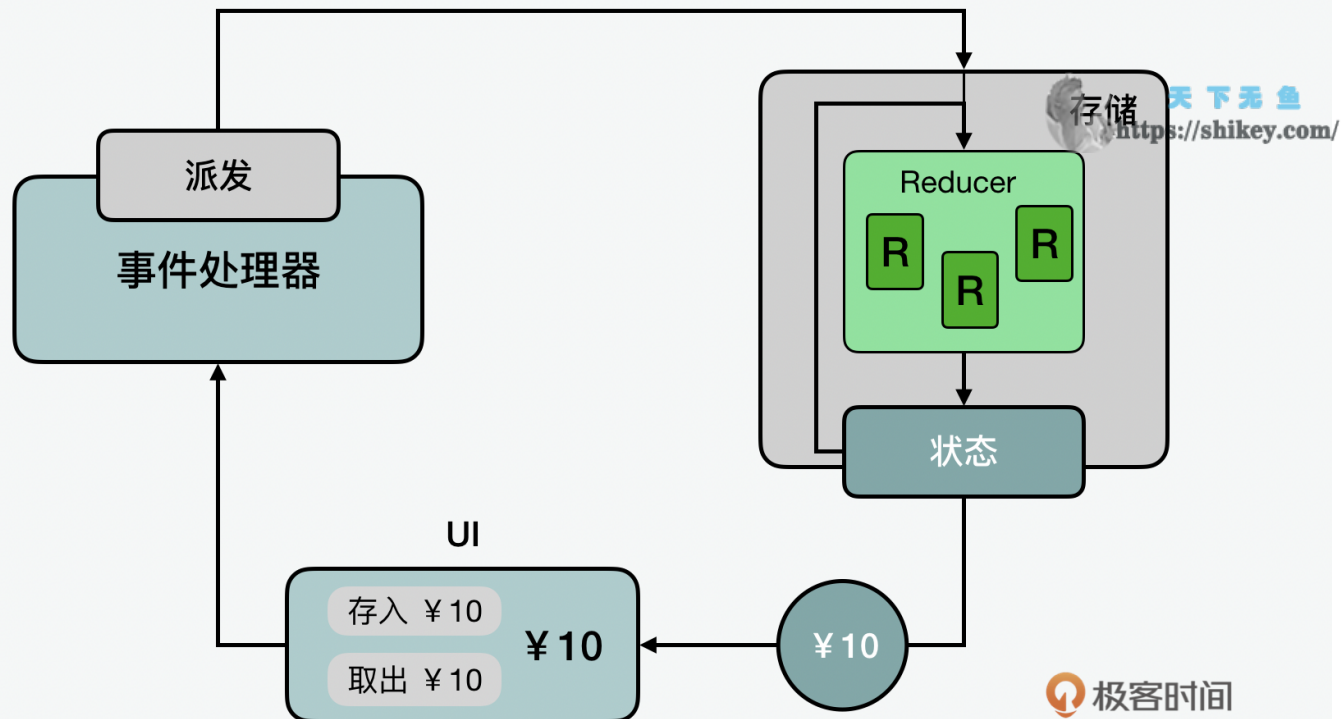 天下无鱼
存储
https://shikey.com/
派发
Reducer
事件处理器
R
R
R
状态
UI
存入 ¥10
¥10
¥10
取出 ¥10
极客时间